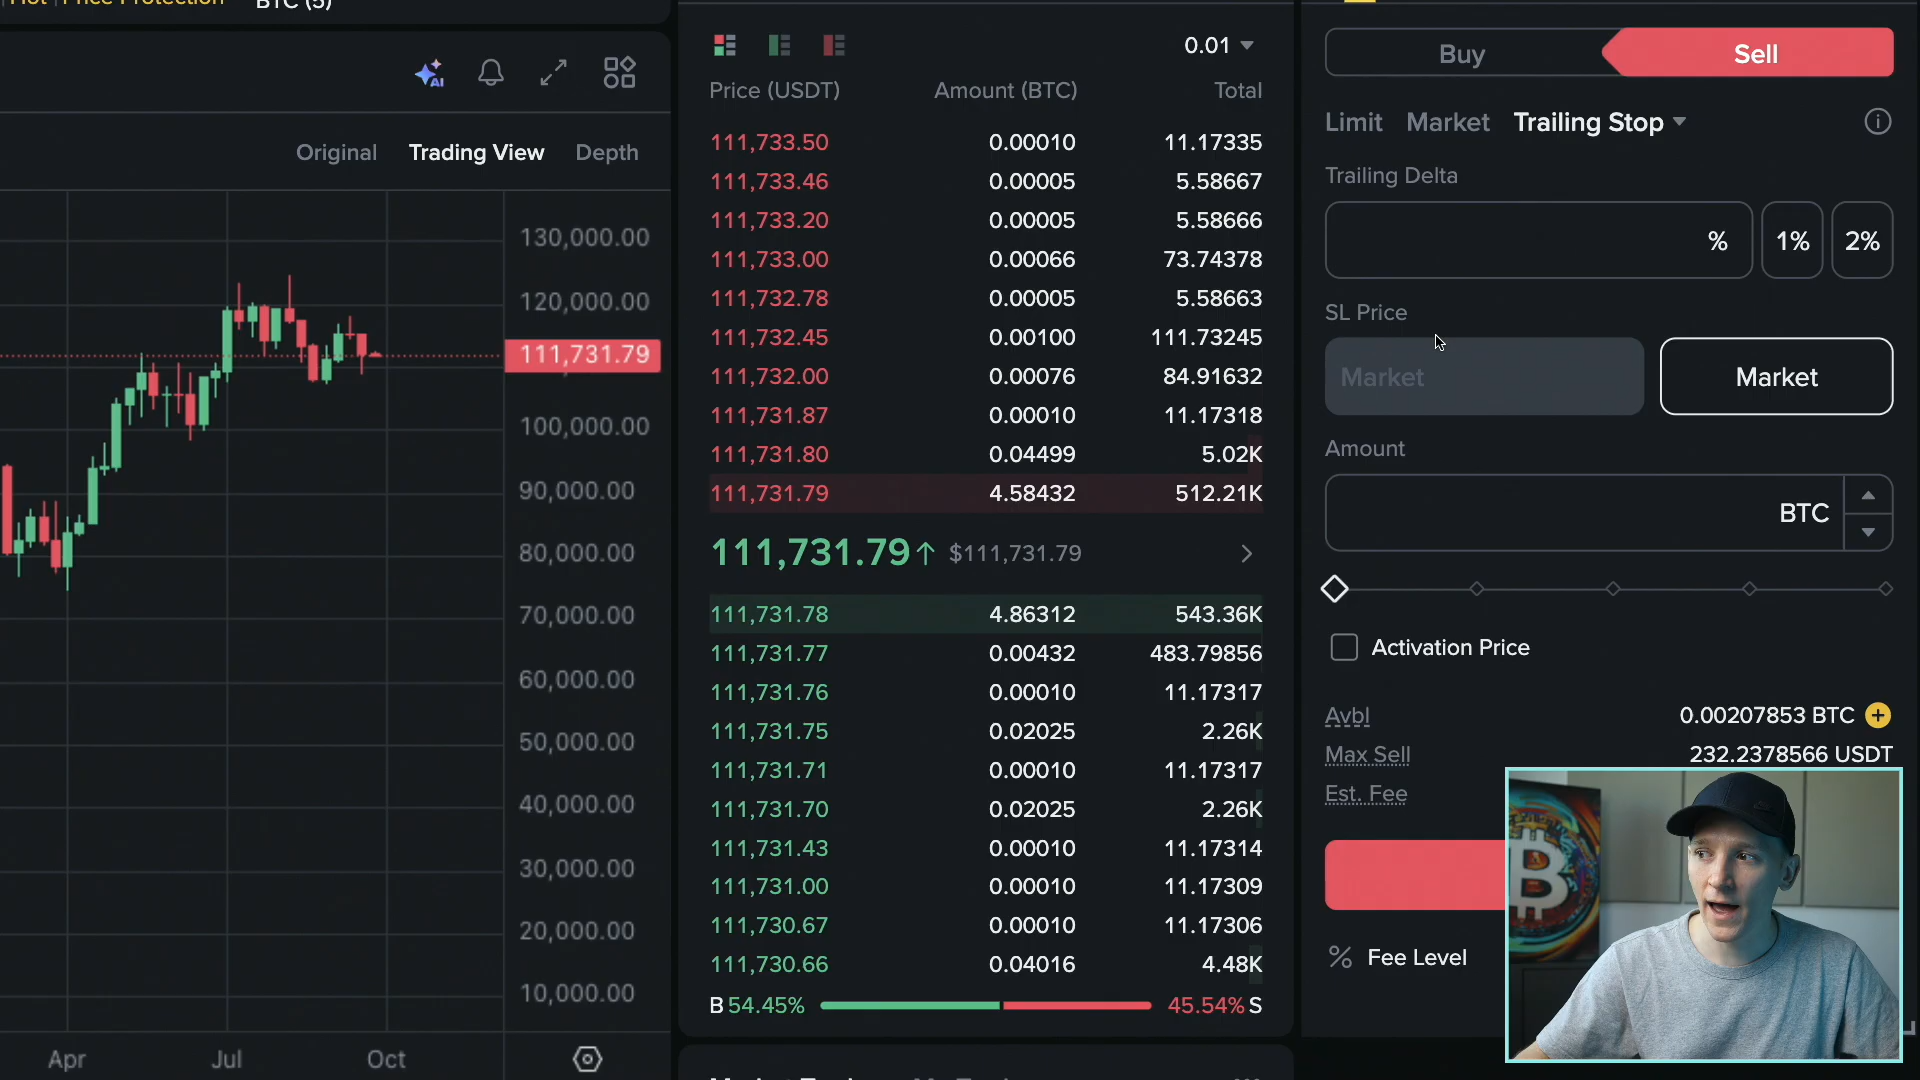 Hot Price Protection
BTC (5)
AI
Original Trading View Depth
130,000.00
120,000.00
111,731.79
100,000.00
90,000.00
80,000.00
70,000.00
60,000.00
50,000.00
40,000.00
30,000.00
20,000.00
10,000.00
Apr Jul Oct
0.01
Price (USDT) Amount (BTC) Total
111,733.50 0.00010 11.17335
111,733.46 0.00005 5.58667
111,733.20 0.00005 5.58666
111,733.00 0.00066 73.74378
111,732.78 0.00005 5.58663
111,732.45 0.00100 111.73245
111,732.00 0.00076 84.91632
111,731.87 0.00010 11.17318
111,731.80 0.04499 5.02K
111,731.79 4.58432 512.21K
111,731.79↑ $111,731.79
111,731.78 4.86312 543.36K
111,731.77 0.00432 483.79856
111,731.76 0.00010 11.17317
111,731.75 0.02025 2.26K
111,731.71 0.00010 11.17317
111,731.70 0.02025 2.26K
111,731.43 0.00010 11.17314
111,731.00 0.00010 11.17309
111,730.67 0.00010 11.17306
111,730.66 0.04016 4.48K
B 54.45% 45.54% S
Buy Sell
Limit Market Trailing Stop
Trailing Delta
% 1% 2%
SL Price
Market Market
Amount
BTC
Activation Price
Avbl 0.00207853 BTC
Max Sell 232.2378566 USDT
Est. Fee
% Fee Level